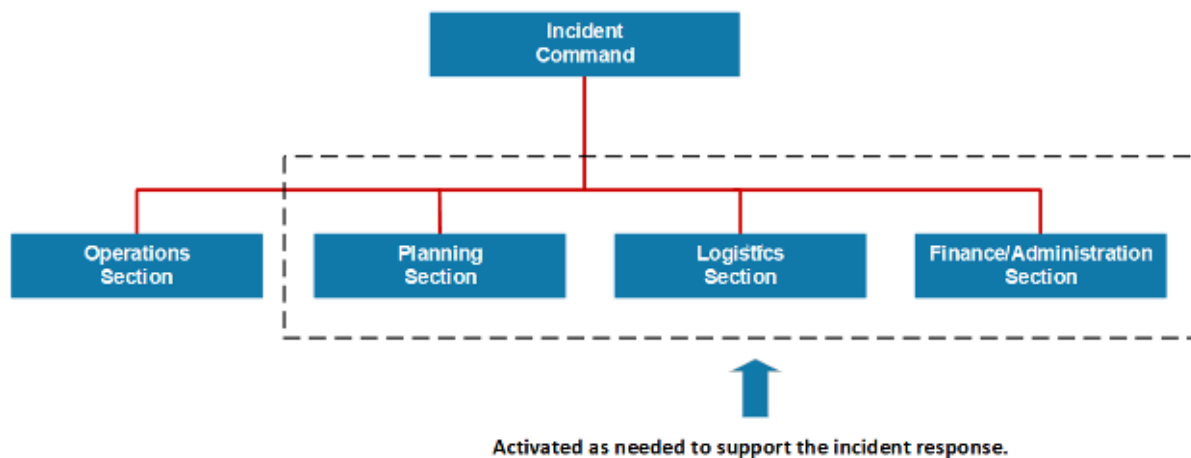 Incident
Command
Operations
Section
Planning
Section
Logistics
Section
Finance/Administration
Section
Activated as needed to support the incident response.